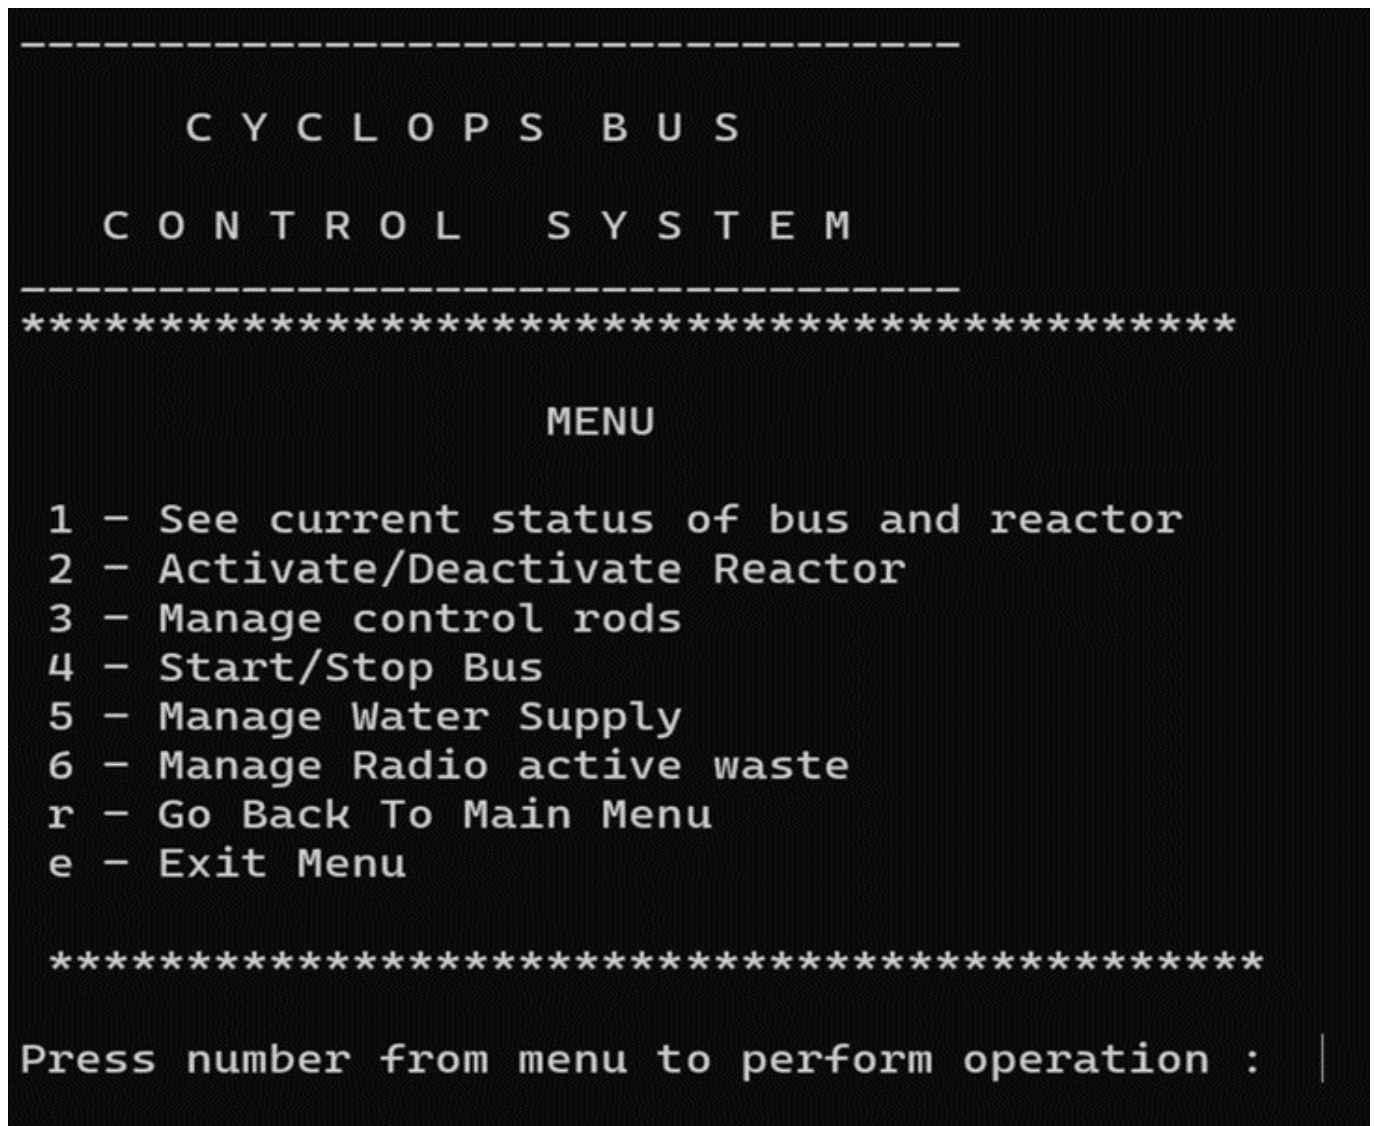 ----------------------------------
C Y C L O P S  B U S
C O N T R O L   S Y S T E M
----------------------------------
********************************************
MENU
1 - See current status of bus and reactor
2 - Activate/Deactivate Reactor
3 - Manage control rods
4 - Start/Stop Bus
5 - Manage Water Supply
6 - Manage Radio active waste
r - Go Back To Main Menu
e - Exit Menu
********************************************
Press number from menu to perform operation :